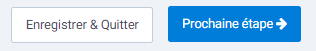 Enregistrer & Quitter
Prochaine étape →